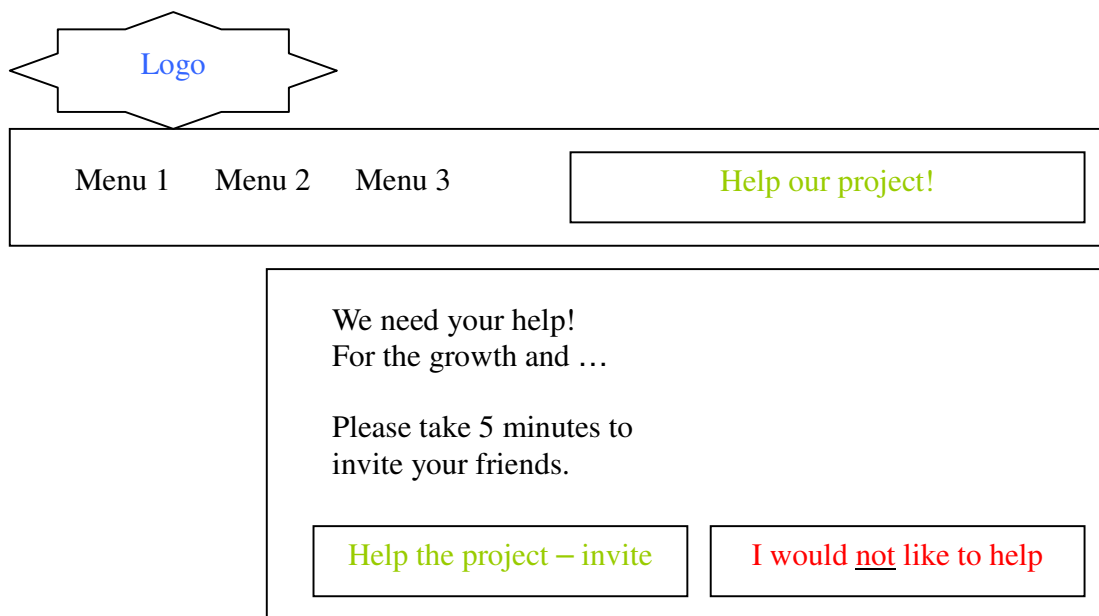 Logo
Menu 1 Menu 2 Menu 3 Help our project!
We need your help!
For the growth and …
Please take 5 minutes to
invite your friends.
Help the project – invite I would not like to help